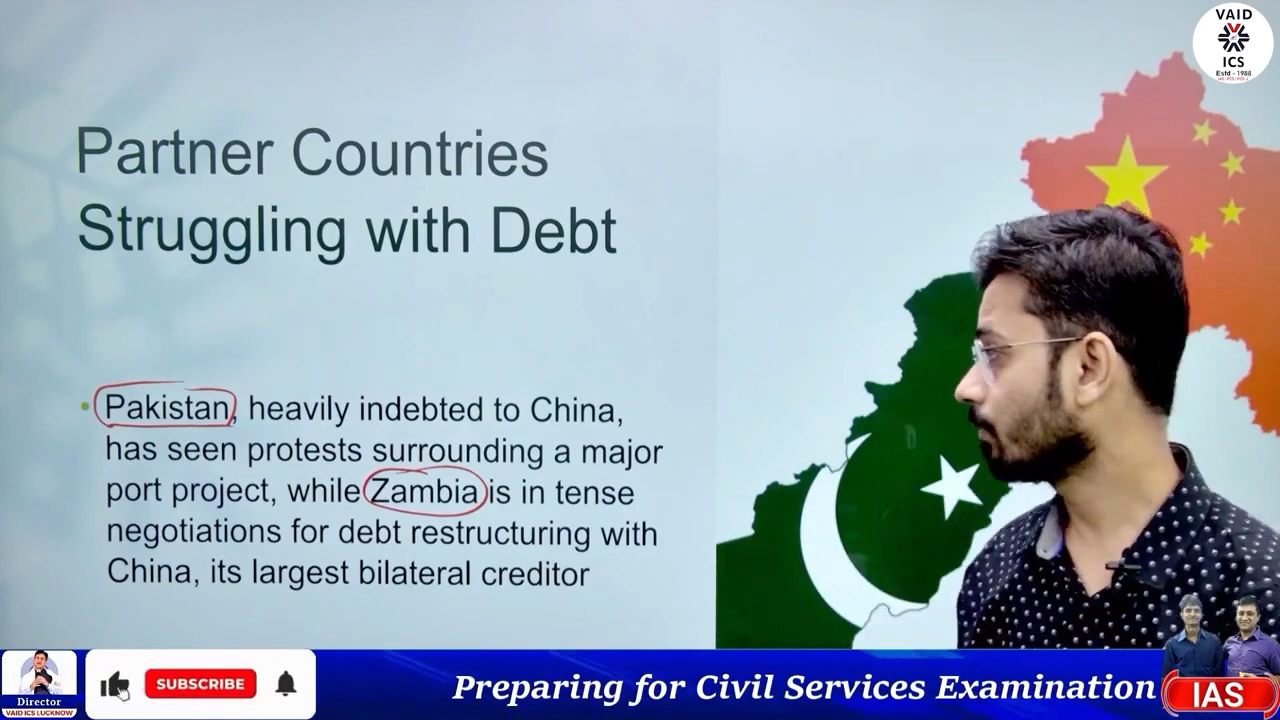 VAID
ICS
Estd - 1988
Partner Countries
Struggling with Debt
Pakistan, heavily indebted to China,
has seen protests surrounding a major
port project, while Zambia is in tense
negotiations for debt restructuring with
China, its largest bilateral creditor
Director
VAID ICS LUCKNOW
SUBSCRIBE
Preparing for Civil Services Examination
IAS